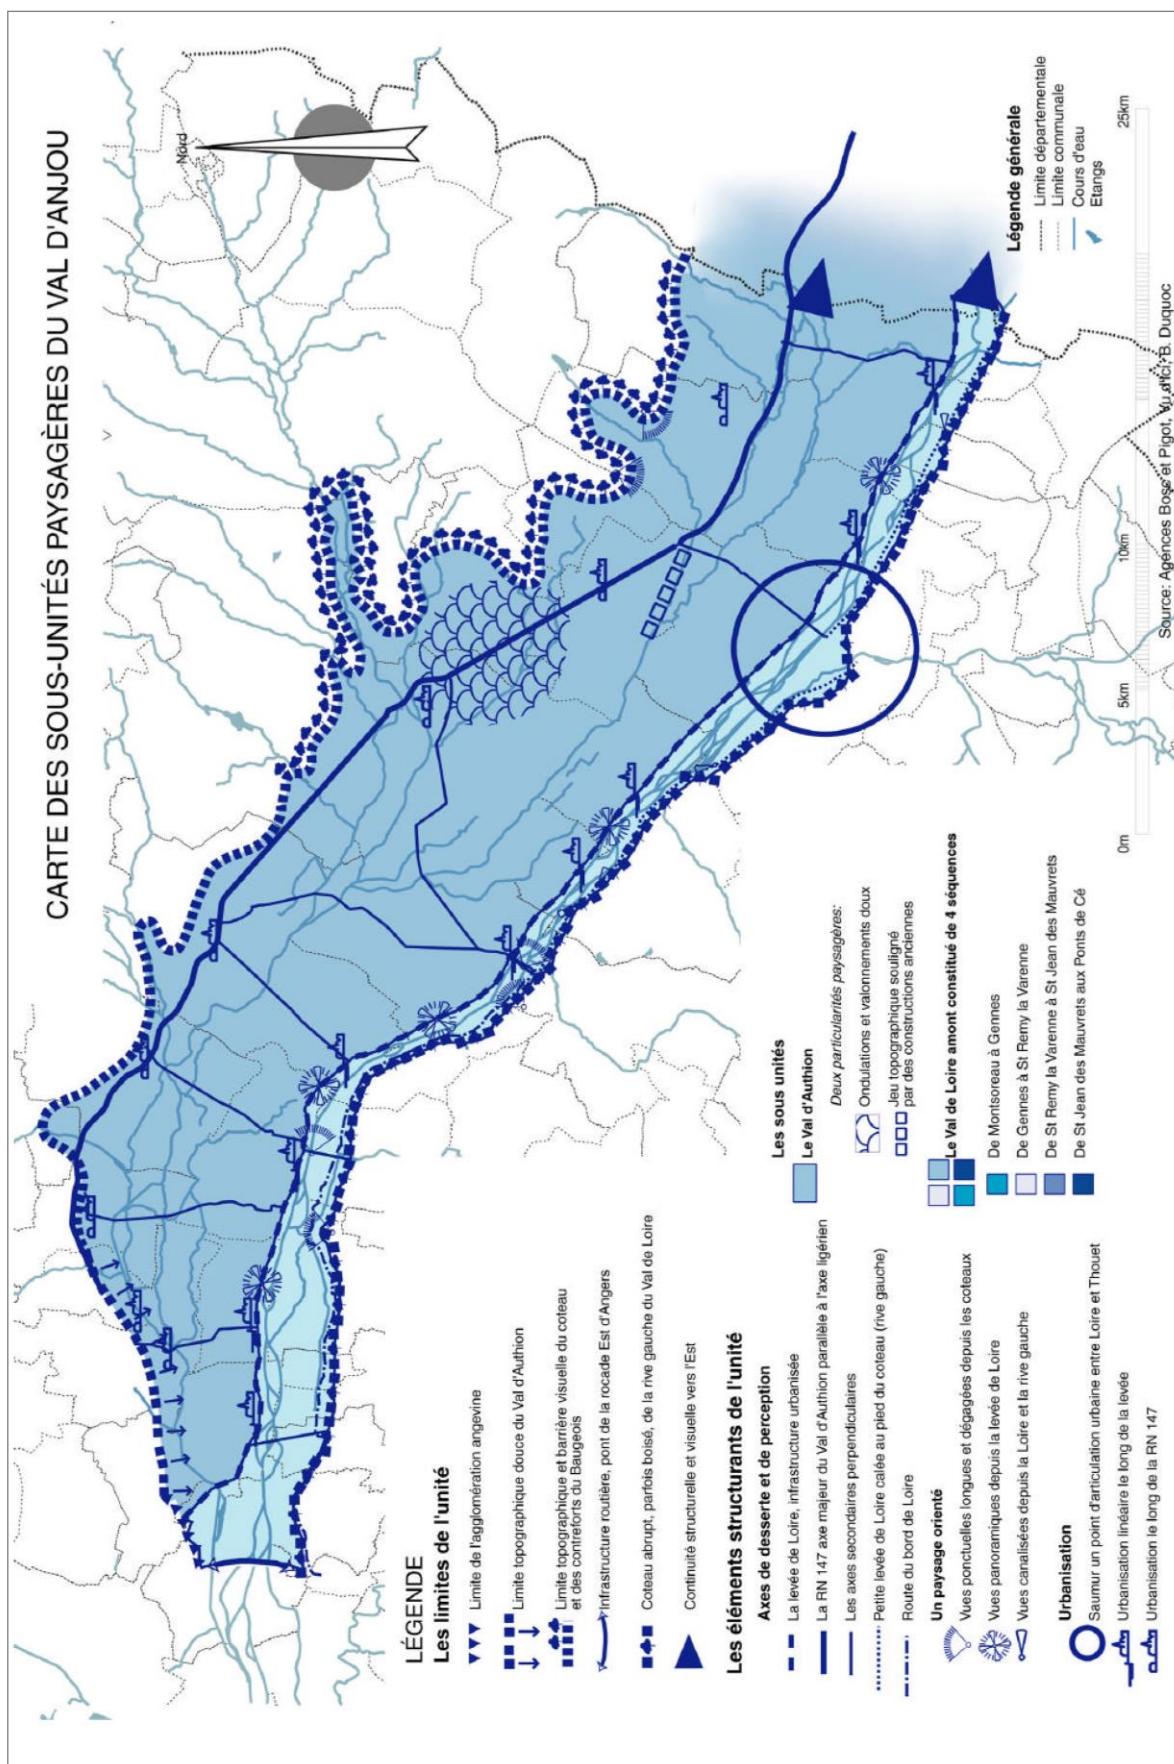 CARTE DES SOUS-UNITÉS PAYSAGÈRES DU VAL D'ANJOU
Nord
LÉGENDE
Les limites de l'unité
Limite de l'agglomération angevine
Limite topographique douce du Val d'Authion
Limite topographique et barrière visuelle du coteau
et des contreforts du Baugeois
Infrastructure routière, pont de la rocade Est d'Angers
Coteau abrupt, parfois boisé, de la rive gauche du Val de Loire
Continuité structurelle et visuelle vers l'Est
Les éléments structurants de l'unité
Axes de desserte et de perception
La levée de Loire, infrastructure urbanisée
La RN 147 axe majeur du Val d'Authion parallèle à l'axe ligérien
Les axes secondaires perpendiculaires
Petite levée de Loire calée au pied du coteau (rive gauche)
Route du bord de Loire
Un paysage orienté
Vues ponctuelles longues et dégagées depuis les coteaux
Vues panoramiques depuis la levée de Loire
Vues canalisées depuis la Loire et la rive gauche
Urbanisation
Saumur un point d'articulation urbaine entre Loire et Thouet
Urbanisation linéaire le long de la levée
Urbanisation le long de la RN 147
Les sous unités
Le Val d'Authion
Deux particularités paysagères:
Ondulations et valonnements doux
Jeu topographique souligné
par des constructions anciennes
Le Val de Loire amont constitué de 4 séquences
De Montsoreau à Gennes
De Gennes à St Remy la Varenne
De St Remy la Varenne à St Jean des Mauvrets
De St Jean des Mauvrets aux Ponts de Cé
Légende générale
Limite départementale
Limite communale
Cours d'eau
Etangs
0m
5km
10km
25km
Source: Agences Bosc et Pigot, Vu d'Ici, B. Duquoc